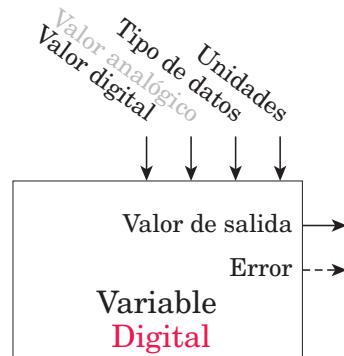 Valor digital
Valor analógico
Tipo de datos
Unidades
Valor de salida
Error
Variable
Digital